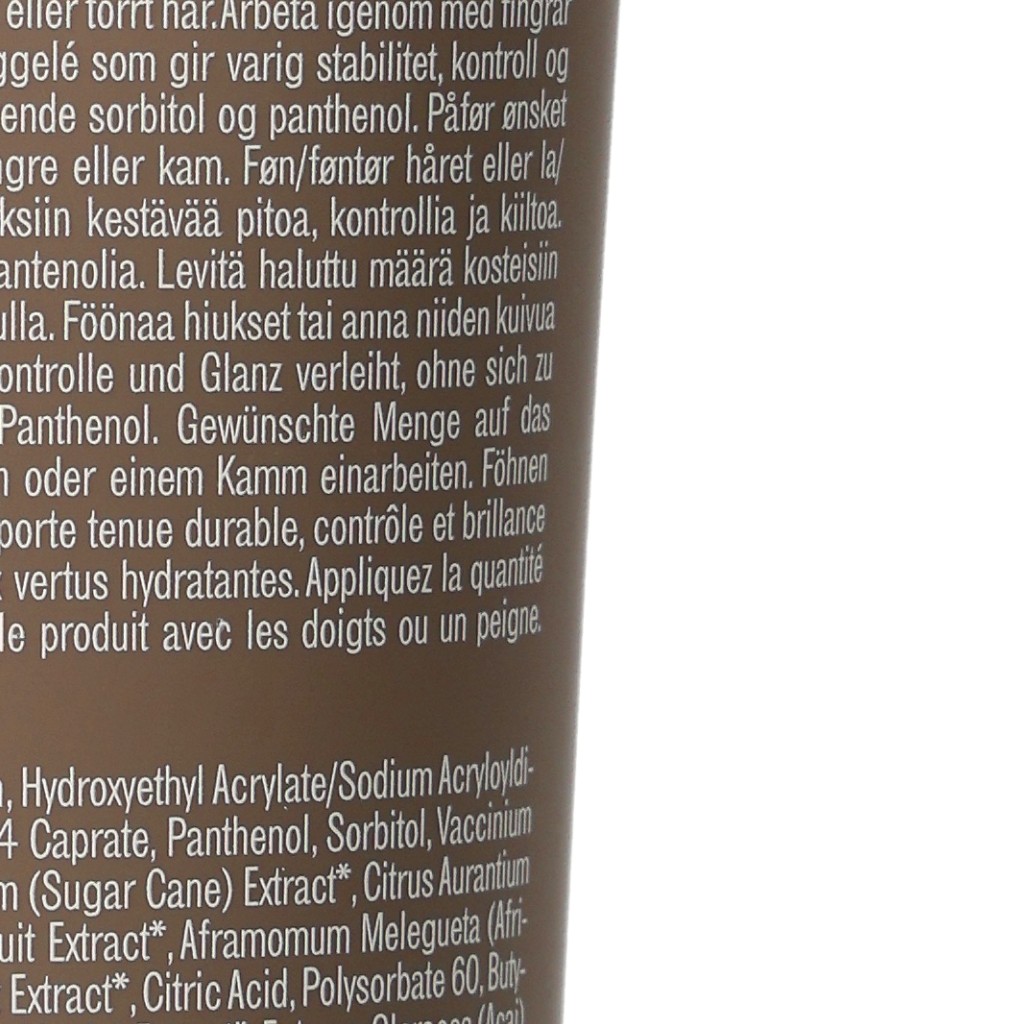 eller torrt hår. Arbeta igenom med fingrar
ggelé som gir varig stabilitet, kontroll og
ende sorbitol og panthenol. Påfør ønsket
ngre eller kam. Føn/føntør håret eller la/
ksiin kestävää pitoa, kontrollia ja kiiltoa.
antenolia. Levitä haluttu määrä kosteisiin
ulla. Föönaa hiukset tai anna niiden kuivua
ontrolle und Glanz verleiht, ohne sich zu
Panthenol. Gewünschte Menge auf das
n oder einem Kamm einarbeiten. Föhnen
porte tenue durable, contrôle et brillance
vertus hydratantes. Appliquez la quantité
le produit avec les doigts ou un peigne.
, Hydroxyethyl Acrylate/Sodium Acryloyldi-
4 Caprate, Panthenol, Sorbitol, Vaccinium
m (Sugar Cane) Extract*, Citrus Aurantium
uit Extract*, Aframomum Melegueta (Afri-
Extract*, Citric Acid, Polysorbate 60, Buty-
(Acai)